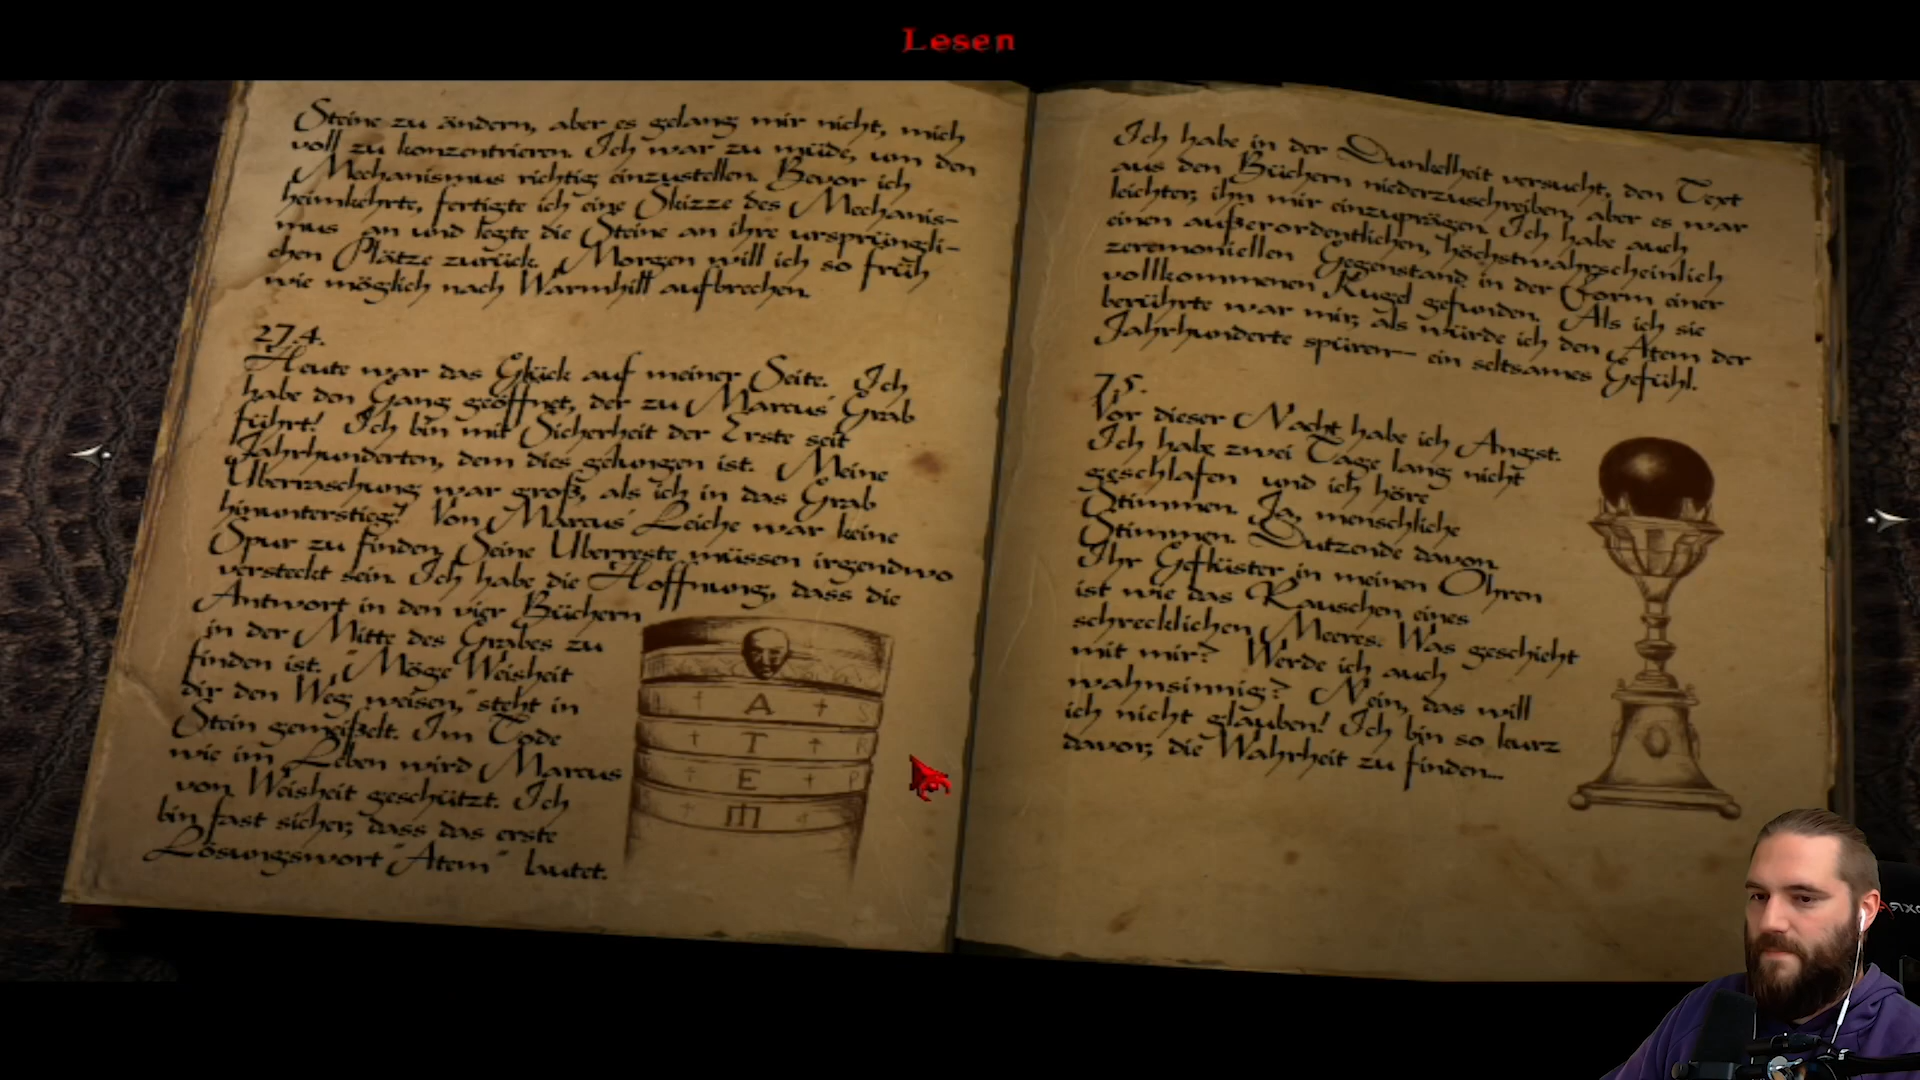 Lesen
Steine zu ändern, aber es gelang mir nicht, mich
voll zu konzentrieren. Ich war zu müde, um den
Mechanismus richtig einzustellen. Bevor ich
heimkehrte, fertigte ich eine Skizze des Mechanis-
mus an und legte die Steine an ihre ursprüngli-
chen Plätze zurück. Morgen will ich so früh
wie möglich nach Warmhill aufbrechen.
27.4.
Heute war das Glück auf meiner Seite. Ich
habe den Gang geöffnet, der zu Marcus' Grab
führt! Ich bin mit Sicherheit der Erste seit
Jahrhunderten, dem dies gelungen ist. Meine
Überraschung war groß, als ich in das Grab
hinunterstieg! Von Marcus' Leiche war keine
Spur zu finden. Seine Überreste müssen irgendwo
versteckt sein. Ich habe die Hoffnung, dass die
Antwort in den vier Büchern
in der Mitte des Grabes zu
finden ist. "Möge Weisheit
dir den Weg weisen," steht in
Stein gemeißelt. Im Tode
wie im Leben wird Marcus
von Weisheit geschützt. Ich
bin fast sicher, dass das erste
Lösungswort "Atem" lautet.
A S
T R
E P
M
Ich habe in der Dunkelheit versucht, den Text
aus den Büchern niederzuschreiben, aber es war
leichter, ihn mir einzuprägen. Ich habe auch
einen außerordentlichen, höchstwahrscheinlich
zeremoniellen Gegenstand in der Form einer
vollkommenen Kugel gefunden. Als ich sie
berührte war mir, als würde ich den Atem der
Jahrhunderte spüren – ein seltsames Gefühl.
7.5.
Vor dieser Nacht habe ich Angst.
Ich habe zwei Tage lang nicht
geschlafen und ich höre
Stimmen. Ja, menschliche
Stimmen. Dutzende davon.
Ihr Geflüster in meinen Ohren
ist wie das Rauschen eines
schrecklichen Meeres. Was geschieht
mit mir? Werde ich auch
wahnsinnig? Nein, das will
ich nicht glauben! Ich bin so kurz
davor, die Wahrheit zu finden...